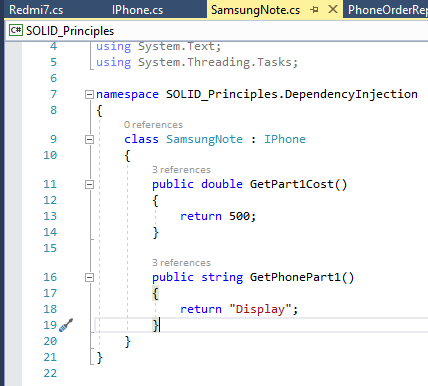 Redmi7.cs IPhone.cs SamsungNote.cs PhoneOrderRep
C# SOLID_Principles
4 using System.Text;
5 using System.Threading.Tasks;
6
7 namespace SOLID_Principles.DependencyInjection
8 {
0 references
9 class SamsungNote : IPhone
10 {
3 references
11 public double GetPart1Cost()
12 {
13 return 500;
14 }
15
3 references
16 public string GetPhonePart1()
17 {
18 return "Display";
19 }
20 }
21 }
22